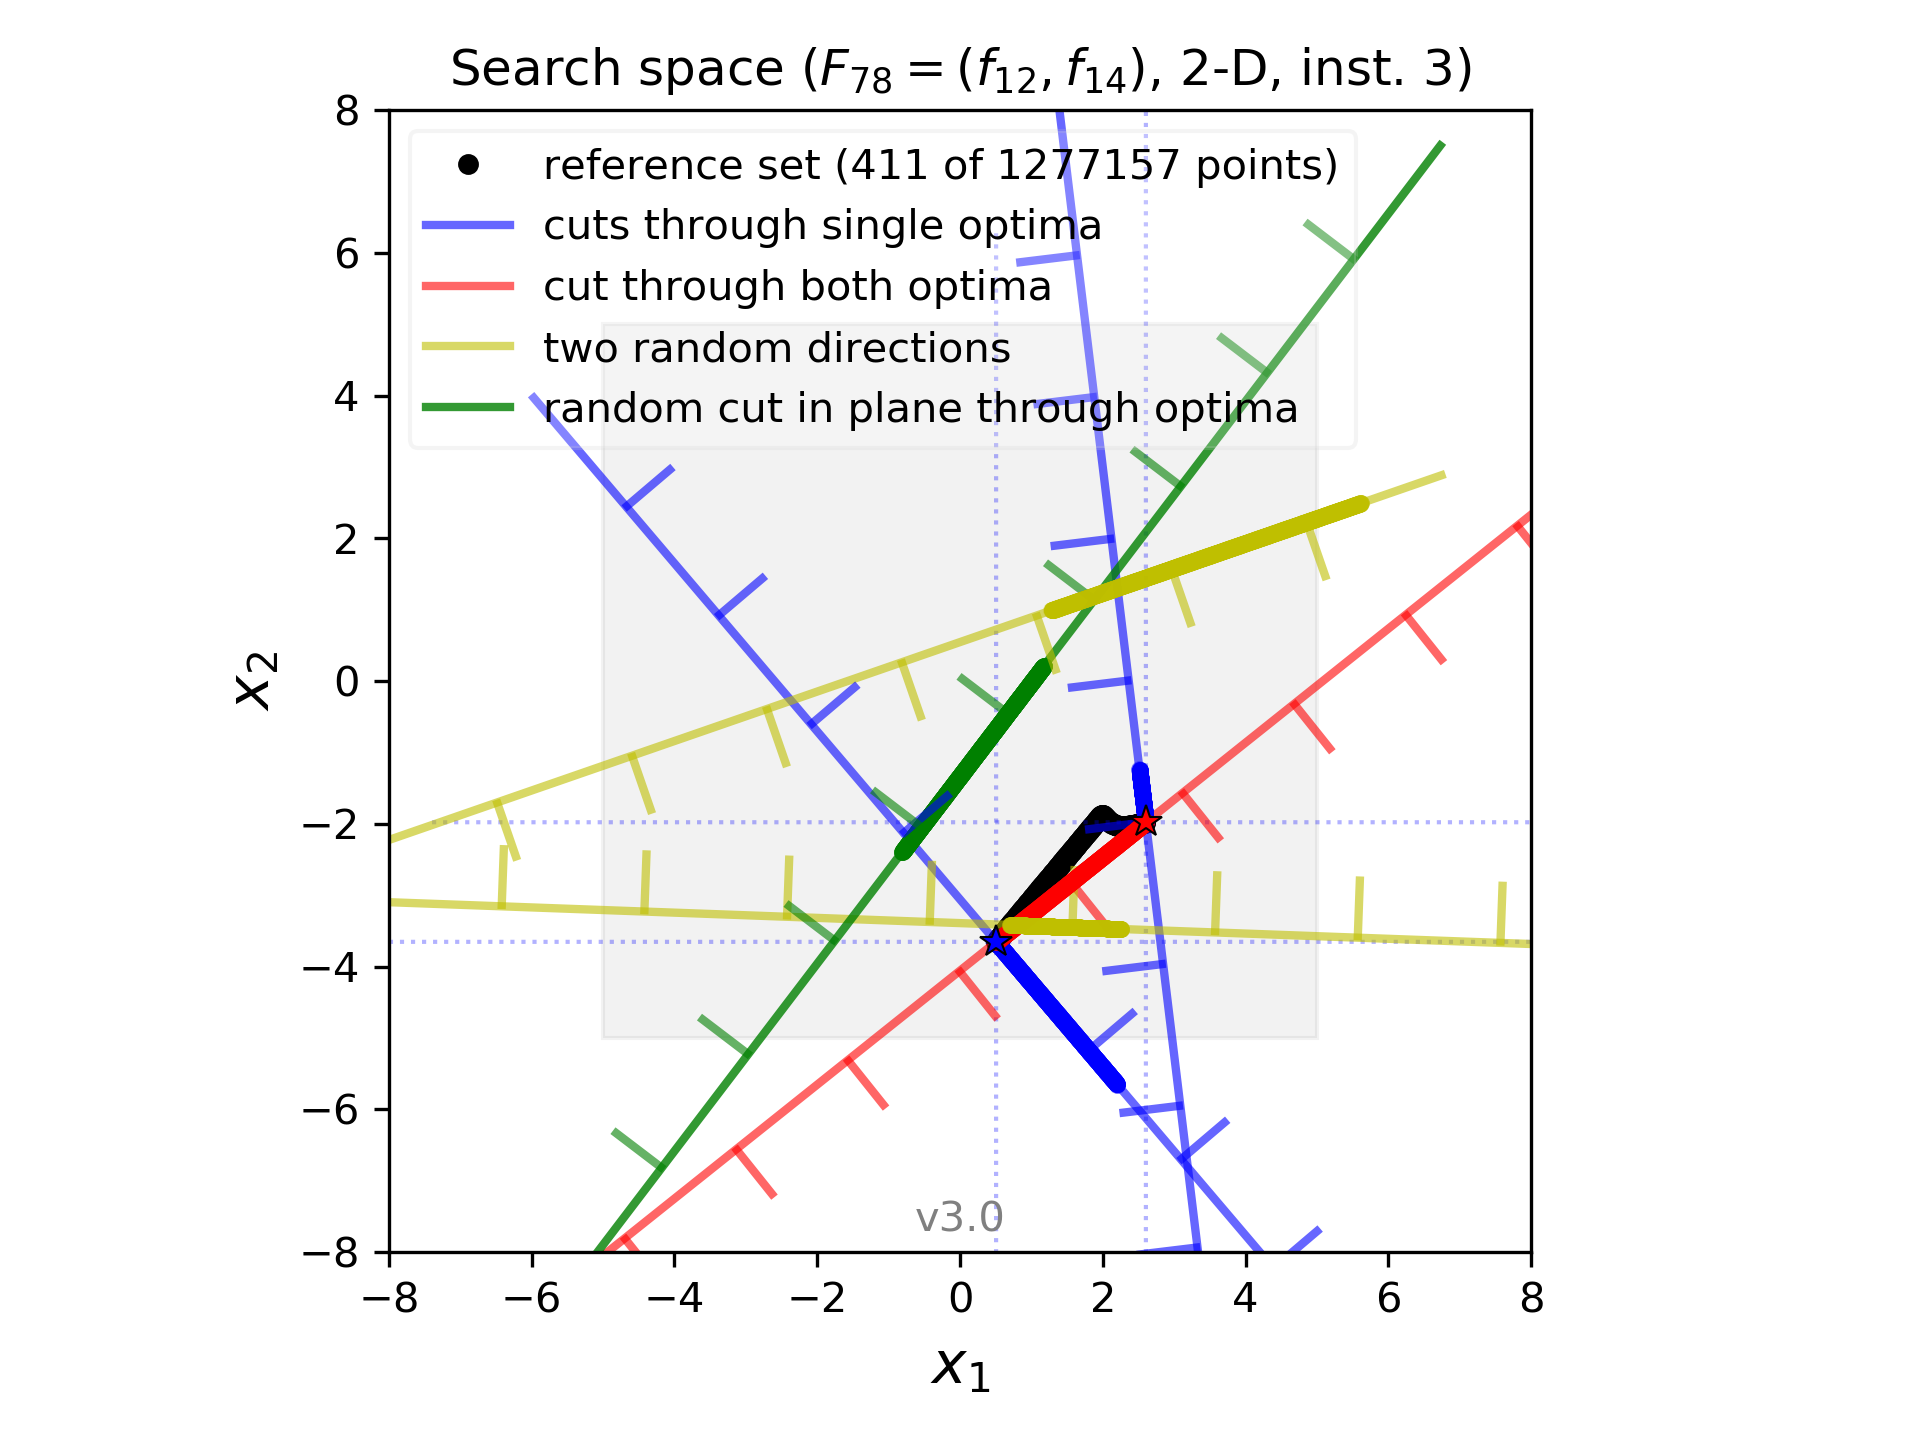 Search space (F78 = (f12, f14), 2-D, inst. 3)
reference set (411 of 1277157 points)
cuts through single optima
cut through both optima
two random directions
random cut in plane through optima
8
6
4
2
0
−2
−4
−6
−8
x2
v3.0
−8 −6 −4 −2 0 2 4 6 8
x1